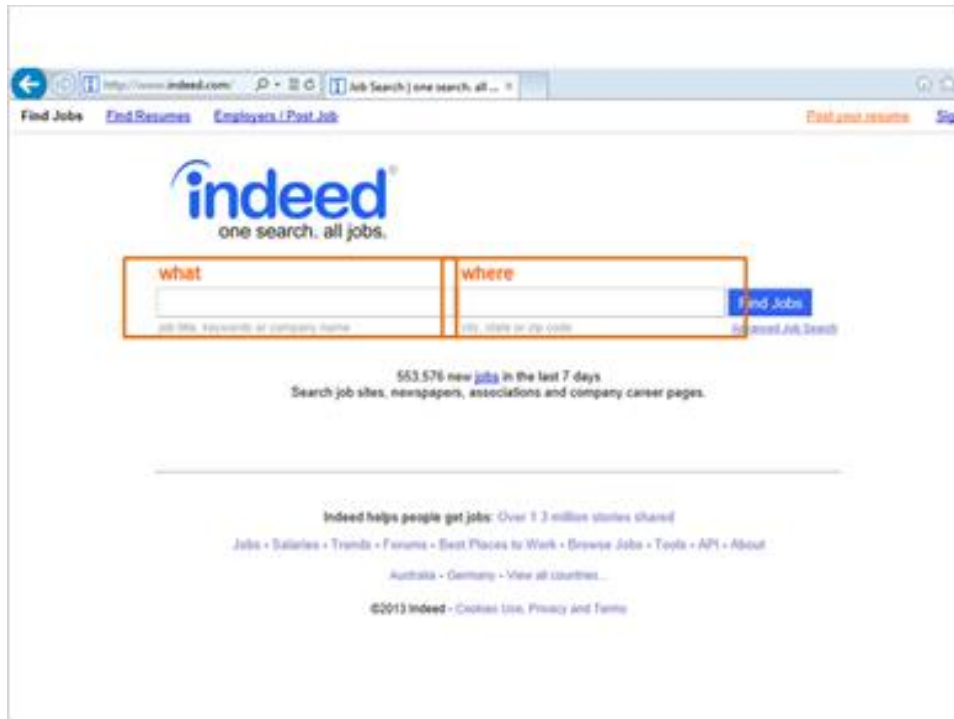 http://www.indeed.com/ Job Search | one search. all ...
Find Jobs Find Resumes Employers / Post Job Post your resume Sig
indeed®
one search. all jobs.
what where
Find Jobs
job title, keywords or company name city, state or zip code Advanced Job Search
553,576 new jobs in the last 7 days
Search job sites, newspapers, associations and company career pages.
Indeed helps people get jobs: Over 1.3 million stories shared
Jobs - Salaries - Trends - Forums - Best Places to Work - Browse Jobs - Tools - API - About
Australia - Germany - View all countries...
©2013 Indeed - Cookies Use, Privacy and Terms